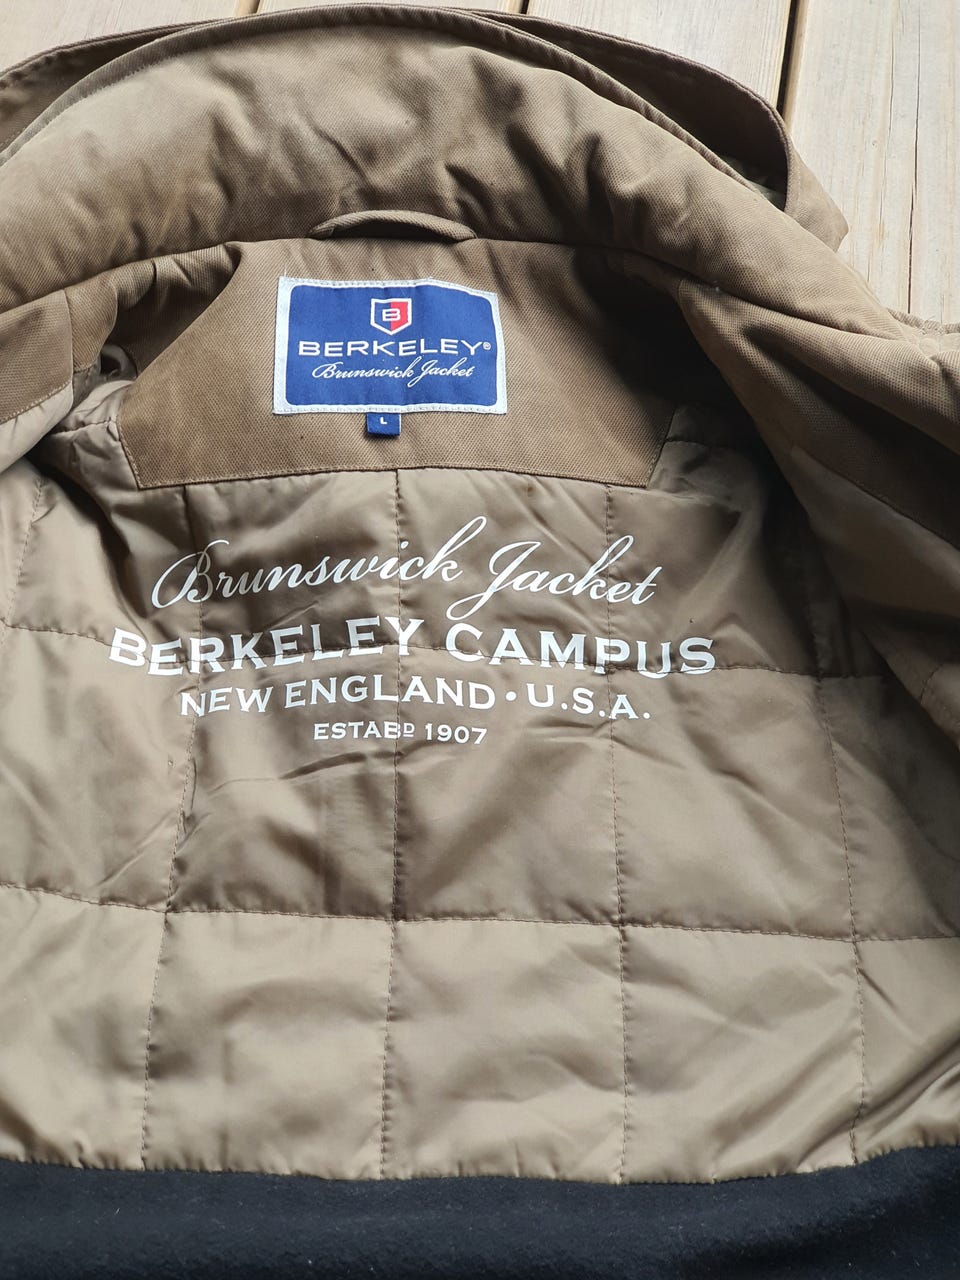 B
BERKELEY®
Brunswick Jacket
L
Brunswick Jacket
BERKELEY CAMPUS
NEW ENGLAND · U.S.A.
ESTABD 1907